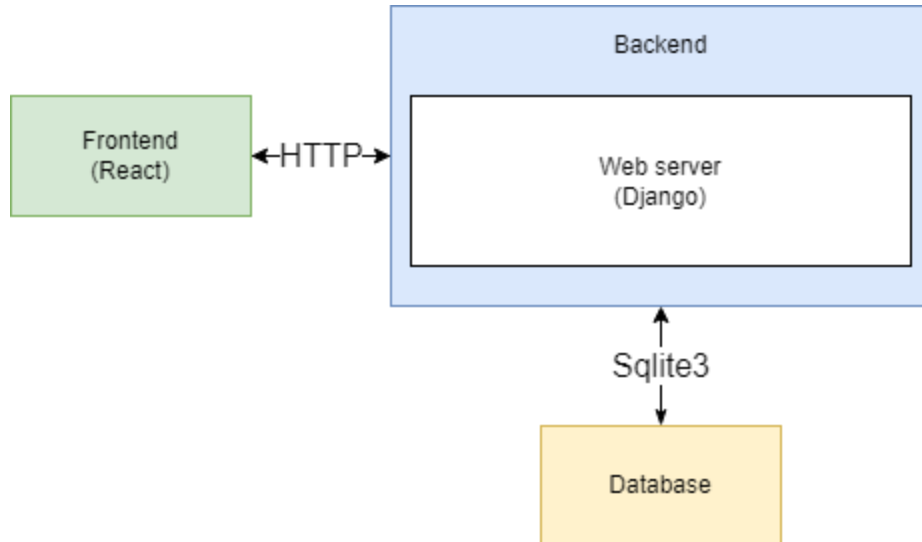 Backend
Frontend
(React)
HTTP
Web server
(Django)
Sqlite3
Database